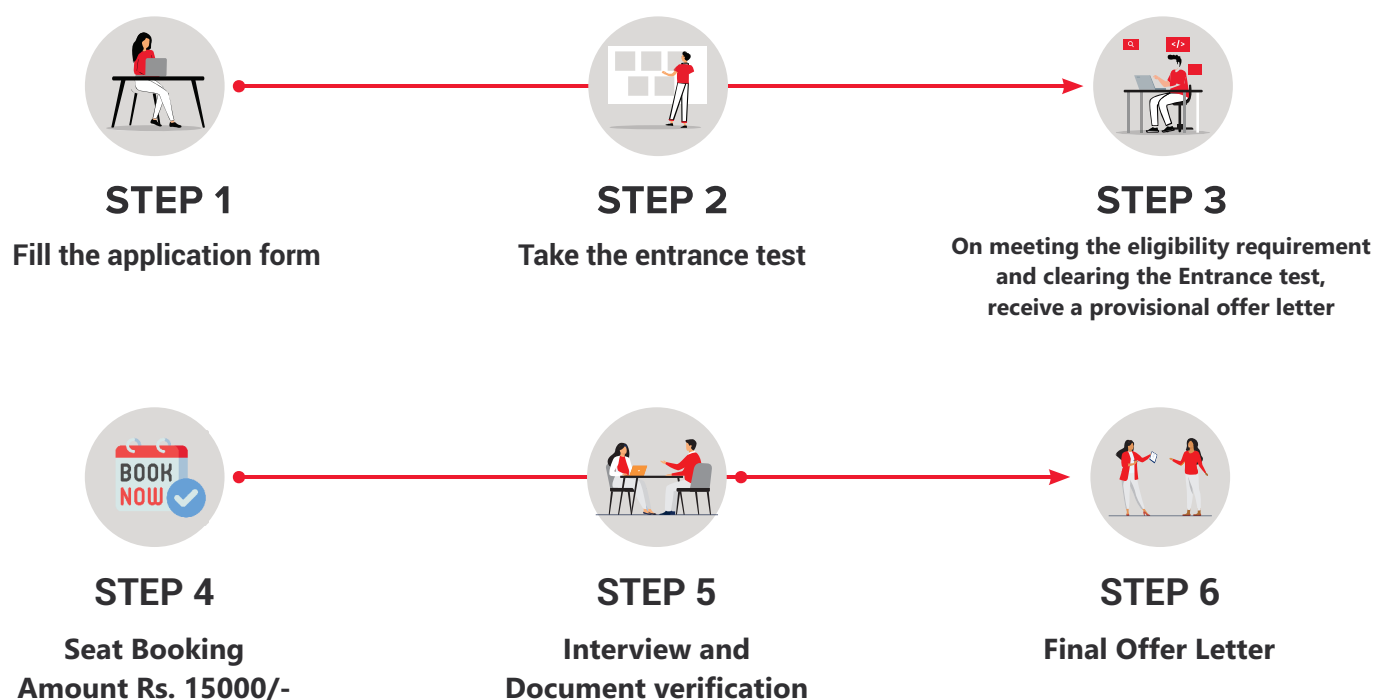 </>
STEP 1
STEP 2
STEP 3
Fill the application form
Take the entrance test
On meeting the eligibility requirement
and clearing the Entrance test,
receive a provisional offer letter
BOOK
NOW
STEP 4
STEP 5
STEP 6
Seat Booking
Amount Rs. 15000/-
Interview and
Document verification
Final Offer Letter